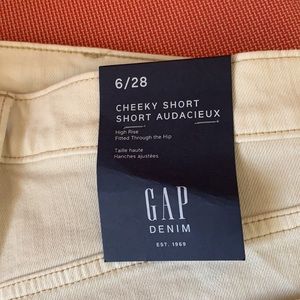 6/28
CHEEKY SHORT
SHORT AUDACIEUX
High Rise
Fitted Through the Hip
Taille haute
Hanches ajustées
GAP
DENIM
EST. 1969